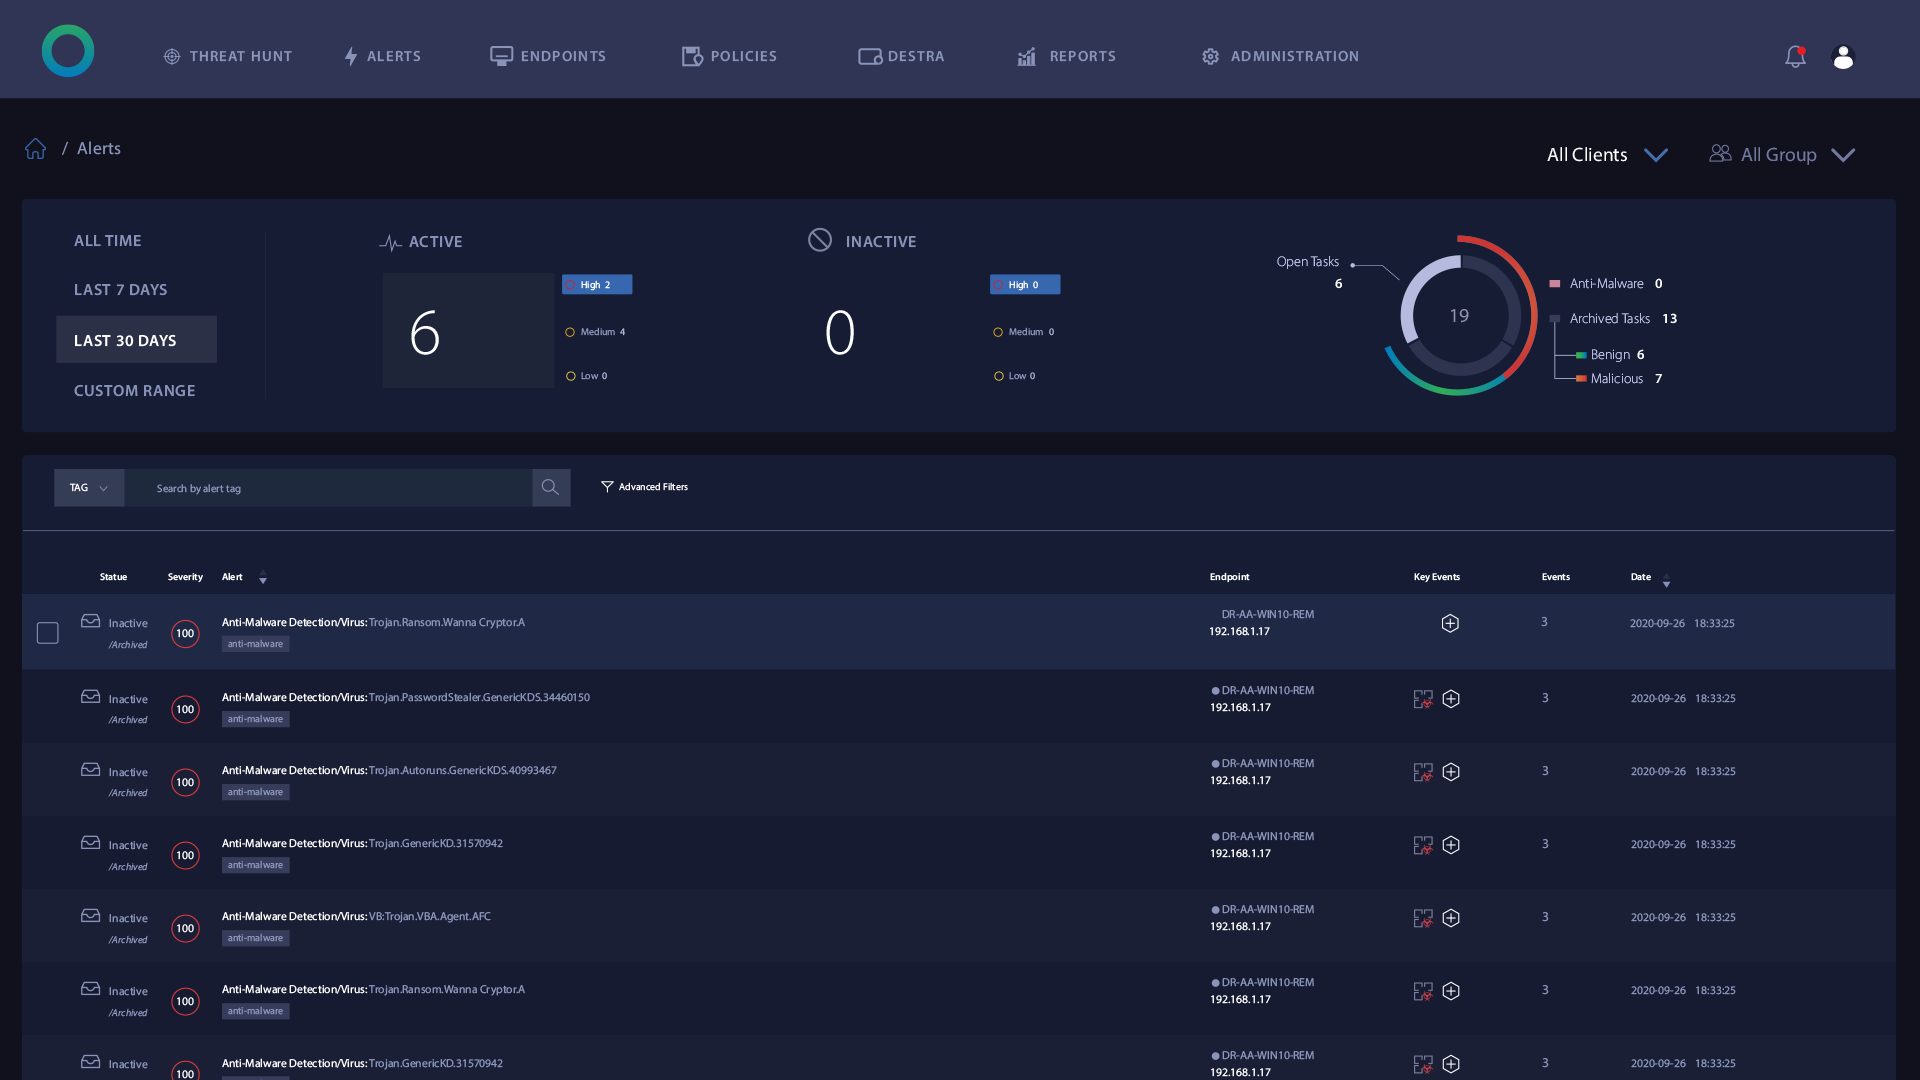 THREAT HUNT ALERTS ENDPOINTS POLICIES DESTRA REPORTS ADMINISTRATION
/ Alerts
All Clients All Group
ALL TIME
LAST 7 DAYS
LAST 30 DAYS
CUSTOM RANGE
ACTIVE
6
High 2
Medium 4
Low 0
INACTIVE
0
High 0
Medium 0
Low 0
Open Tasks
6
19
Anti-Malware 0
Archived Tasks 13
Benign 6
Malicious 7
TAG Search by alert tag Advanced Filters
Statue Severity Alert Endpoint Key Events Events Date
Inactive 100 Anti-Malware Detection/Virus: Trojan.Ransom.Wanna Cryptor.A DR-AA-WIN10-REM 3 2020-09-26 18:33:25
/Archived anti-malware 192.168.1.17
Inactive 100 Anti-Malware Detection/Virus: Trojan.PasswordStealer.GenericKDS.34460150 DR-AA-WIN10-REM 3 2020-09-26 18:33:25
/Archived anti-malware 192.168.1.17
Inactive 100 Anti-Malware Detection/Virus: Trojan.Autoruns.GenericKDS.40993467 DR-AA-WIN10-REM 3 2020-09-26 18:33:25
/Archived anti-malware 192.168.1.17
Inactive 100 Anti-Malware Detection/Virus: Trojan.GenericKD.31570942 DR-AA-WIN10-REM 3 2020-09-26 18:33:25
/Archived anti-malware 192.168.1.17
Inactive 100 Anti-Malware Detection/Virus: VB:Trojan.VBA.Agent.AFC DR-AA-WIN10-REM 3 2020-09-26 18:33:25
/Archived anti-malware 192.168.1.17
Inactive 100 Anti-Malware Detection/Virus: Trojan.Ransom.Wanna Cryptor.A DR-AA-WIN10-REM 3 2020-09-26 18:33:25
/Archived anti-malware 192.168.1.17
Inactive 100 Anti-Malware Detection/Virus: Trojan.GenericKD.31570942 DR-AA-WIN10-REM 3 2020-09-26 18:33:25
192.168.1.17